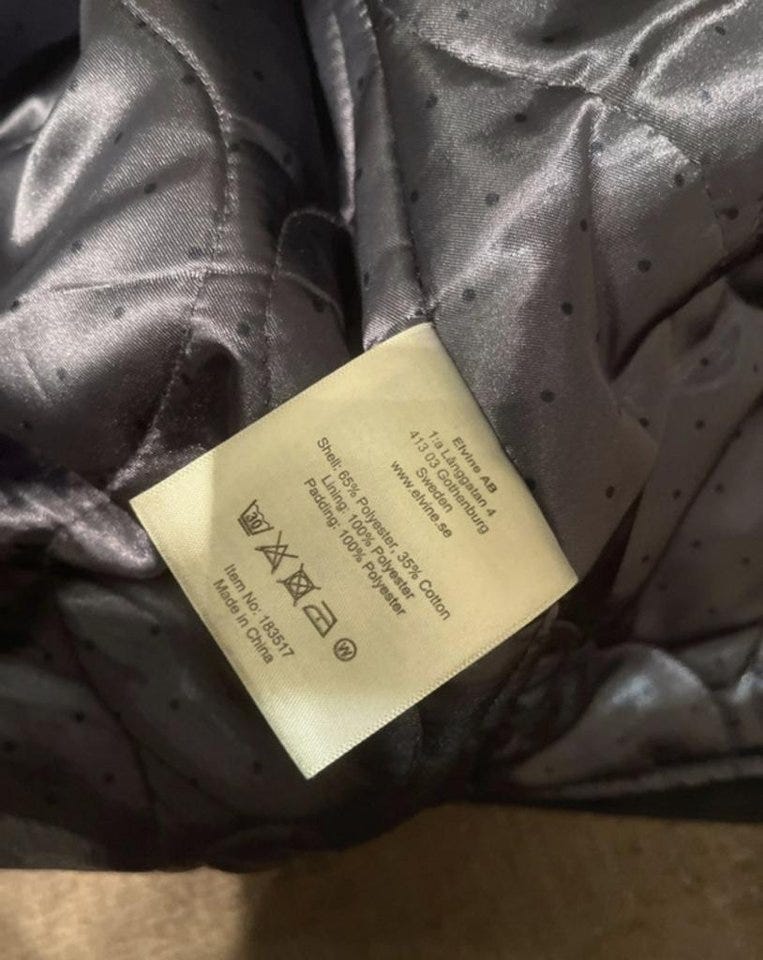 Elvine AB
1:a Långgatan 4
413 03 Gothenburg
Sweden
www.elvine.se
Shell: 65% Polyester, 35% Cotton
Lining: 100% Polyester
Padding: 100% Polyester
30
W
Item No: 183517
Made in China